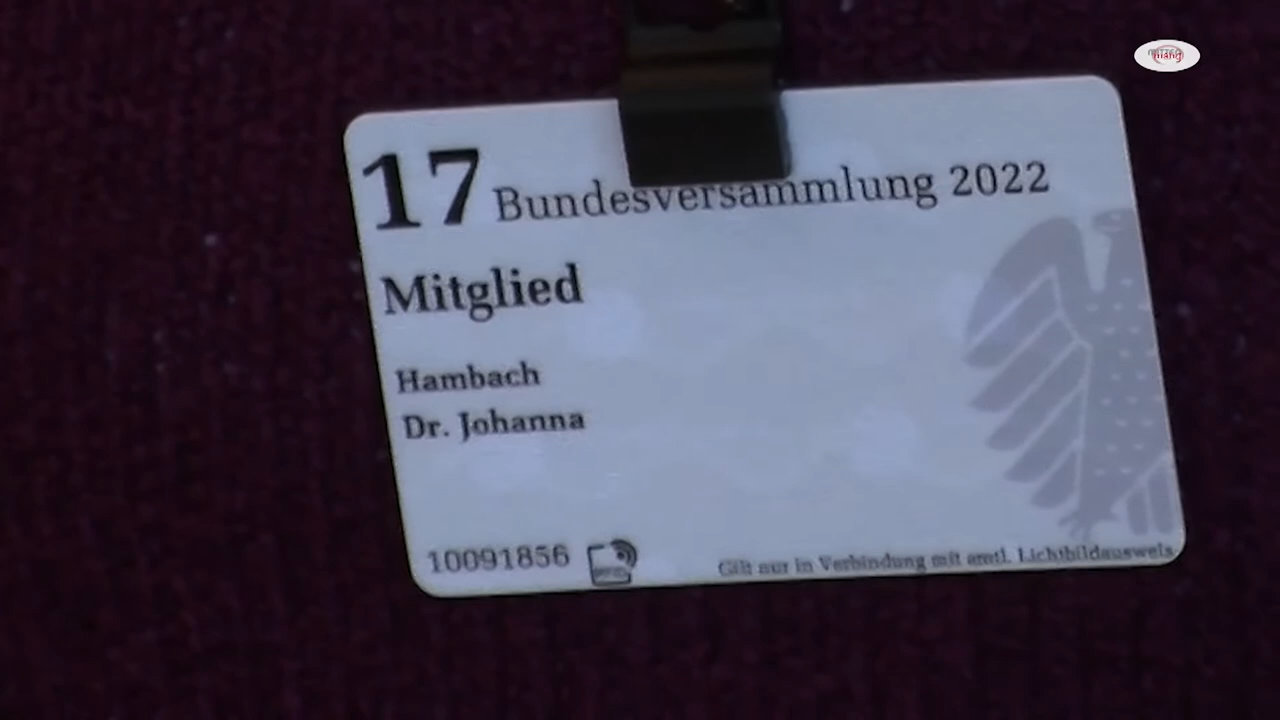 17 Bundesversammlung 2022
Mitglied
Hambach
Dr. Johanna
10091856
Gilt nur in Verbindung mit amtl. Lichtbildausweis